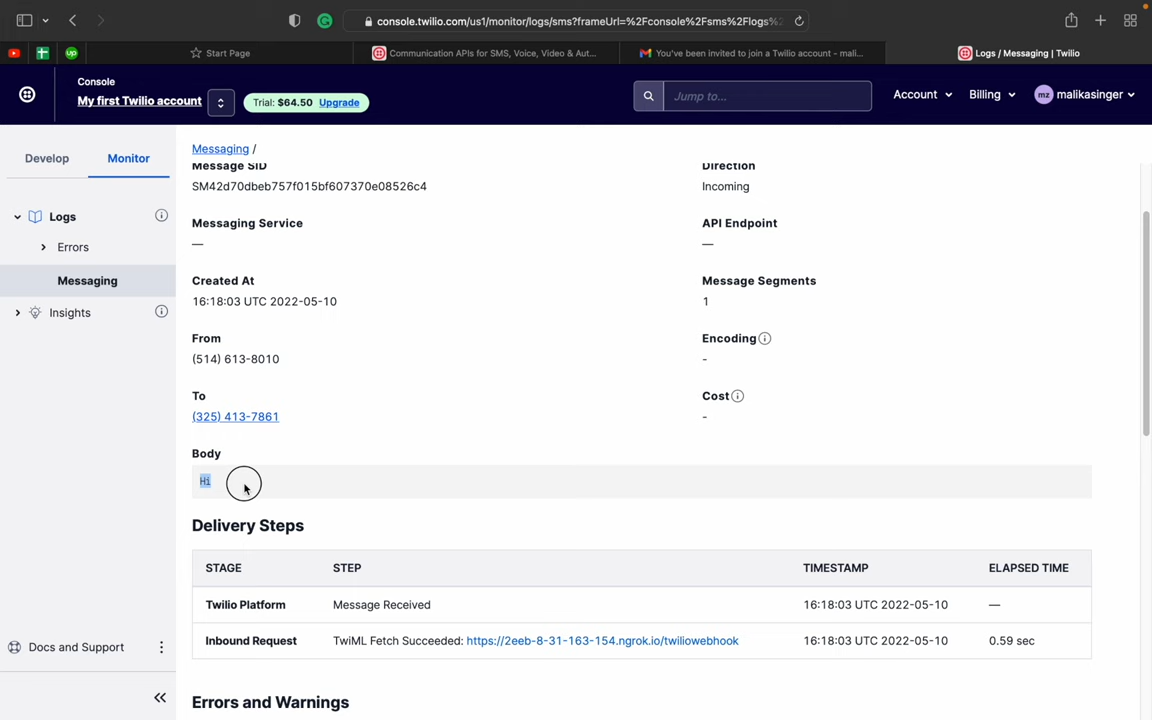 console.twilio.com/us1/monitor/logs/sms?frameUrl=%2Fconsole%2Fsms%2Flogs%
up
Start Page
Communication APIs for SMS, Voice, Video & Aut...
You've been invited to join a Twilio account - mali...
Logs / Messaging | Twilio
Console
My first Twilio account
Trial: $64.50 Upgrade
Jump to...
Account
Billing
mz
malikasinger
Develop
Monitor
Messaging /
Message SID
Direction
SM42d70dbeb757f015bf607370e08526c4
Incoming
Logs
Messaging Service
API Endpoint
—
—
Errors
Messaging
Created At
Message Segments
16:18:03 UTC 2022-05-10
1
Insights
From
Encoding
(514) 613-8010
-
To
Cost
(325) 413-7861
-
Body
Hi
Delivery Steps
STAGE STEP TIMESTAMP ELAPSED TIME
Twilio Platform Message Received 16:18:03 UTC 2022-05-10 —
Inbound Request TwiML Fetch Succeeded: https://2eeb-8-31-163-154.ngrok.io/twiliowebhook 16:18:03 UTC 2022-05-10 0.59 sec
Docs and Support
Errors and Warnings